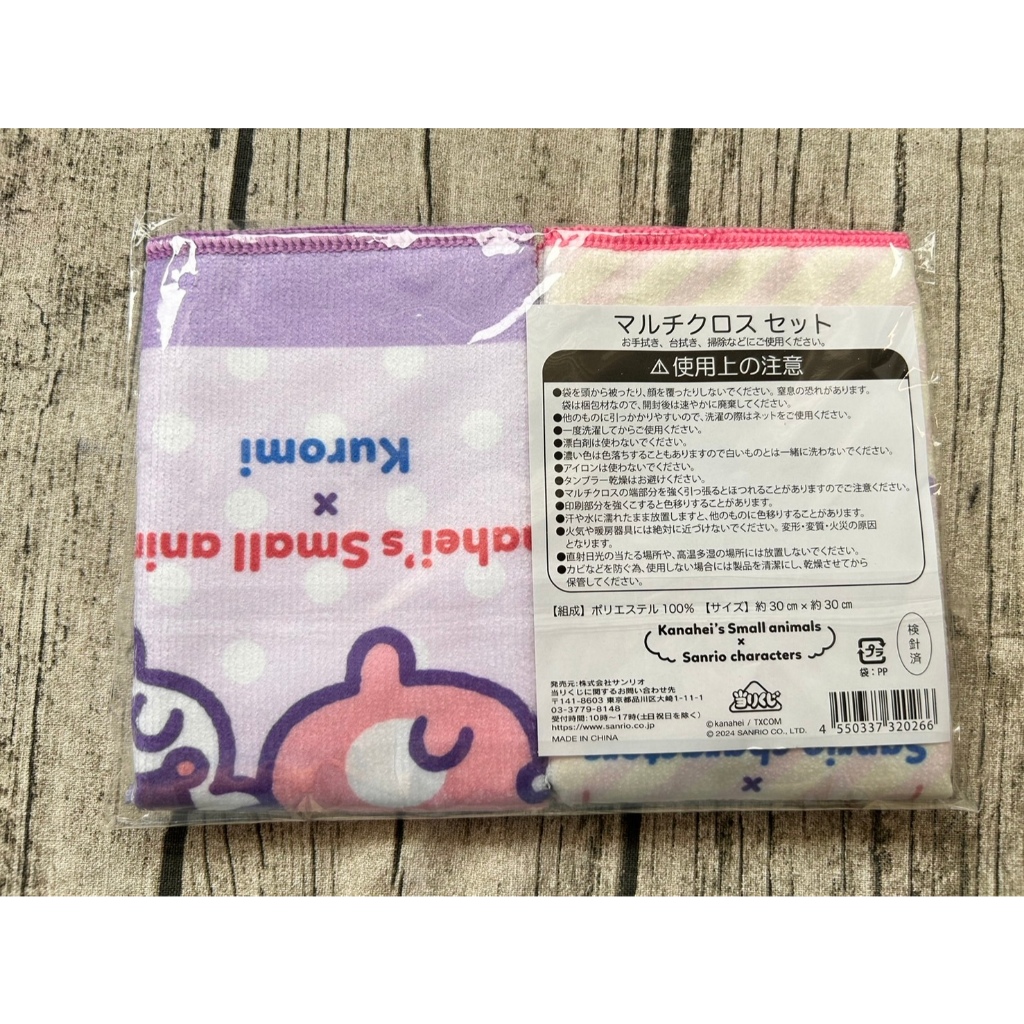 Kuromi
×
nahei's Small ani
マルチクロス セット
お手拭き、台拭き、掃除などにご使用ください。
⚠使用上の注意
●袋を頭から被ったり、顔を覆ったりしないでください。窒息の恐れがあります。
袋は梱包材なので、開封後は速やかに廃棄してください。
●他のものに引っかかりやすいので、洗濯の際はネットをご使用ください。
●一度洗濯してからご使用ください。
●漂白剤は使わないでください。
●濃い色は色落ちすることもありますので白いものとは一緒に洗わないでください。
●アイロンは使わないでください。
●タンブラー乾燥はお避けください。
●マルチクロスの端部分を強く引っ張るとほつれることがありますのでご注意ください。
●印刷部分を強くこすると色移りすることがあります。
●汗や水に濡れたまま放置しますと、他のものに色移りすることがあります。
●火気や暖房器具には絶対に近づけないでください。変形・変質・火災の原因
となります。
●直射日光の当たる場所や、高温多湿の場所には放置しないでください。
●カビなどを防ぐ為、使用しない場合には製品を清潔にし、乾燥させてから
保管してください。
【組成】ポリエステル100% 【サイズ】約30㎝×約30㎝
Kanahei's Small animals
×
Sanrio characters
プラ
袋：PP
検針済
発売元:株式会社サンリオ
当りくじに関するお問い合わせ先
〒141-8603 東京都品川区大崎1-11-1
03-3779-8148
受付時間:10時～17時(土日祝日を除く)
https://www.sanrio.co.jp
MADE IN CHINA
当りくじ
©kanahei / TXCOM
©2024 SANRIO CO., LTD.
4 550337 320266
Sanrio characters
×